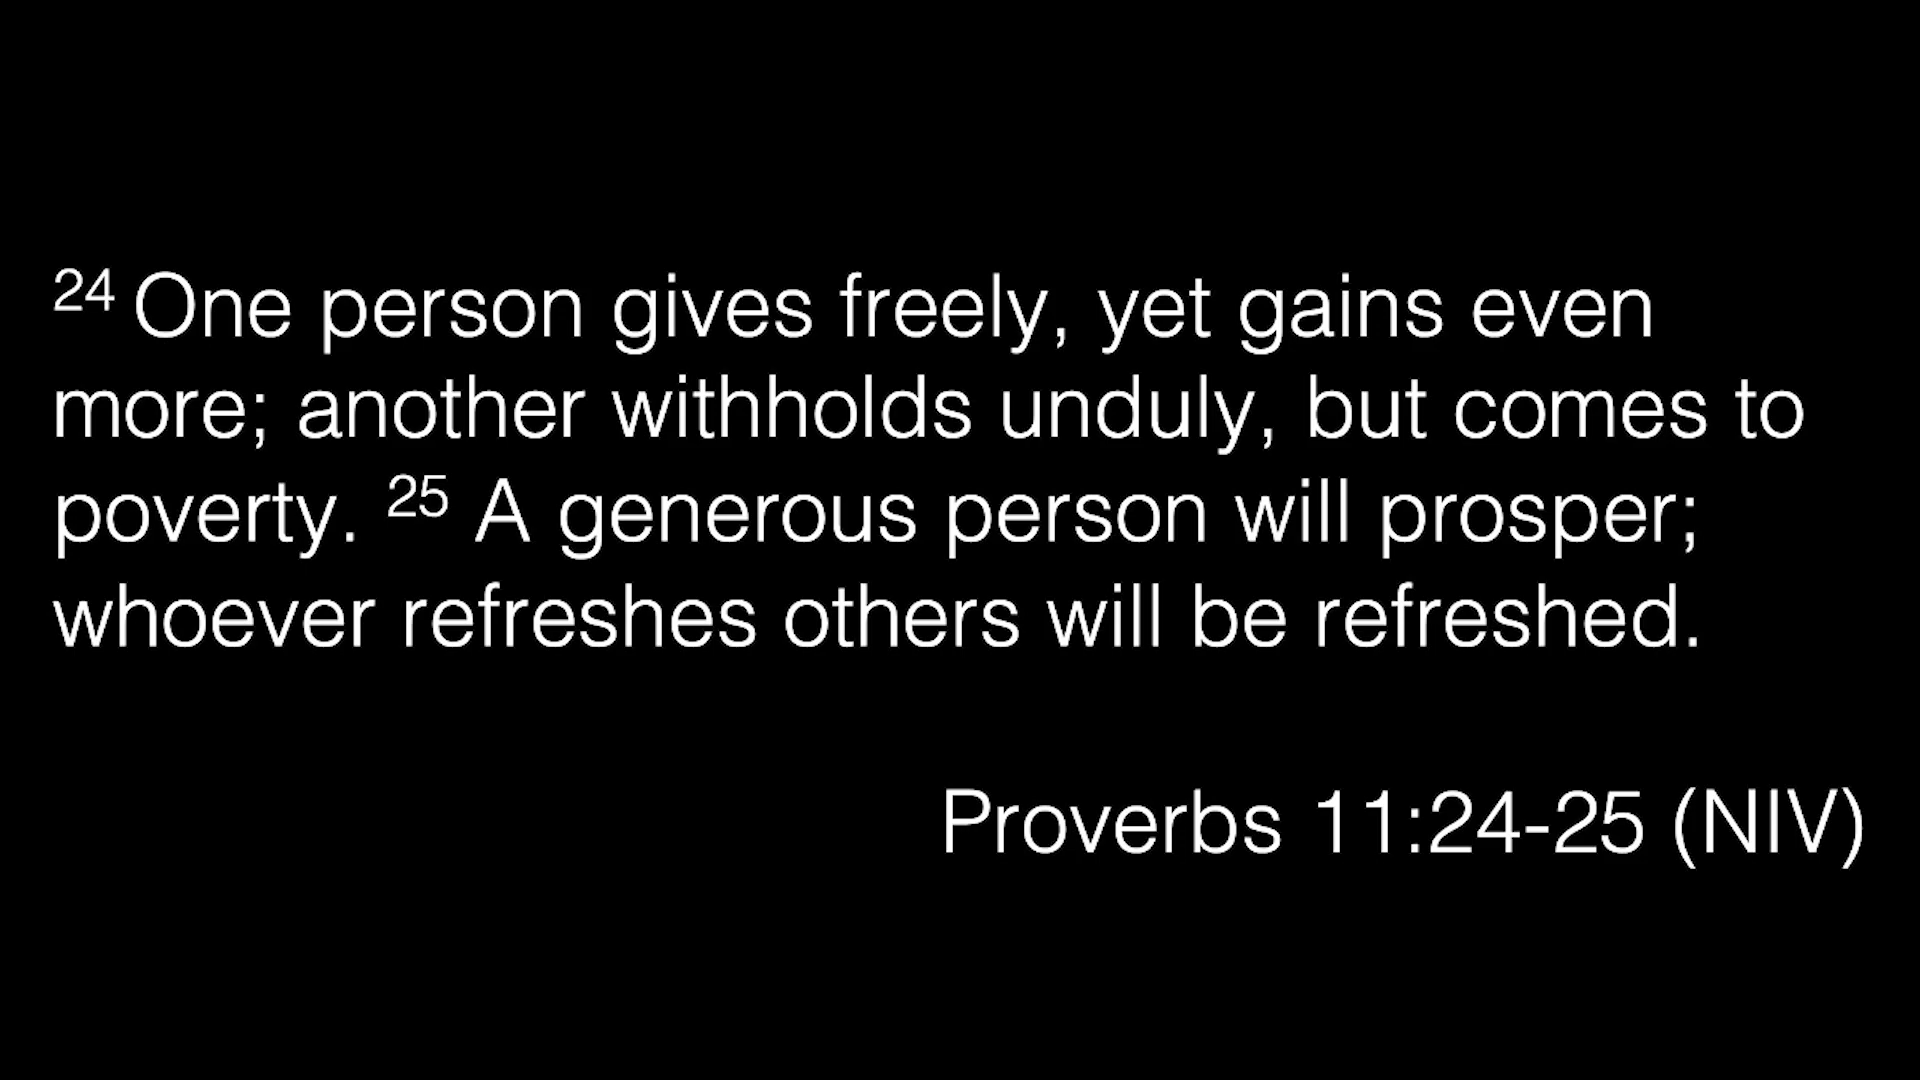 24 One person gives freely, yet gains even
more; another withholds unduly, but comes to
poverty. 25 A generous person will prosper;
whoever refreshes others will be refreshed.
Proverbs 11:24-25 (NIV)